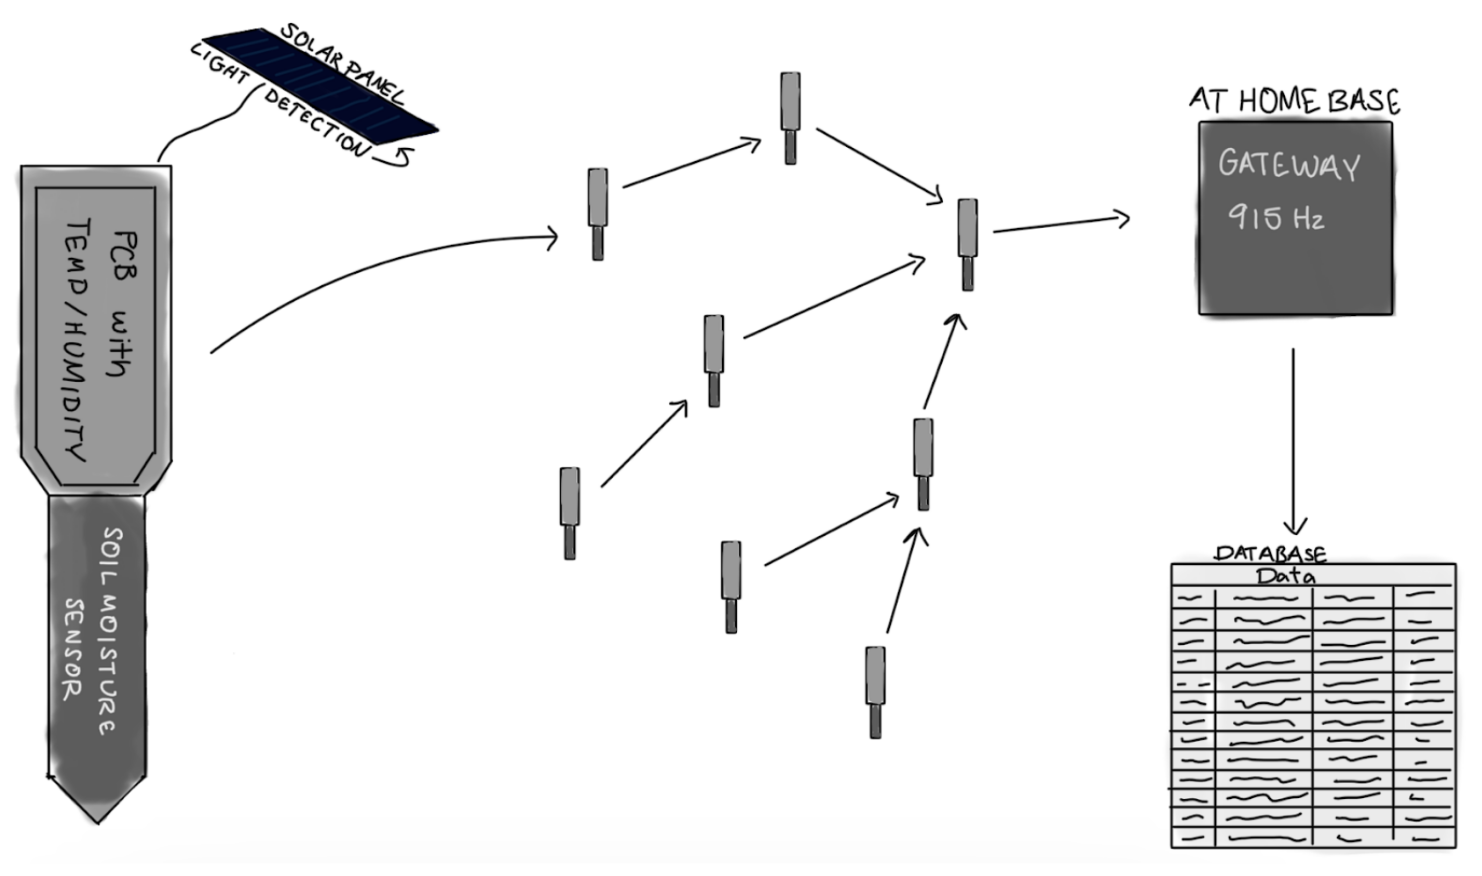 SOLAR PANEL
LIGHT DETECTION
PCB with
TEMP/HUMIDITY
SOIL MOISTURE
SENSOR
AT HOME BASE
GATEWAY
915 Hz
DATABASE
Data